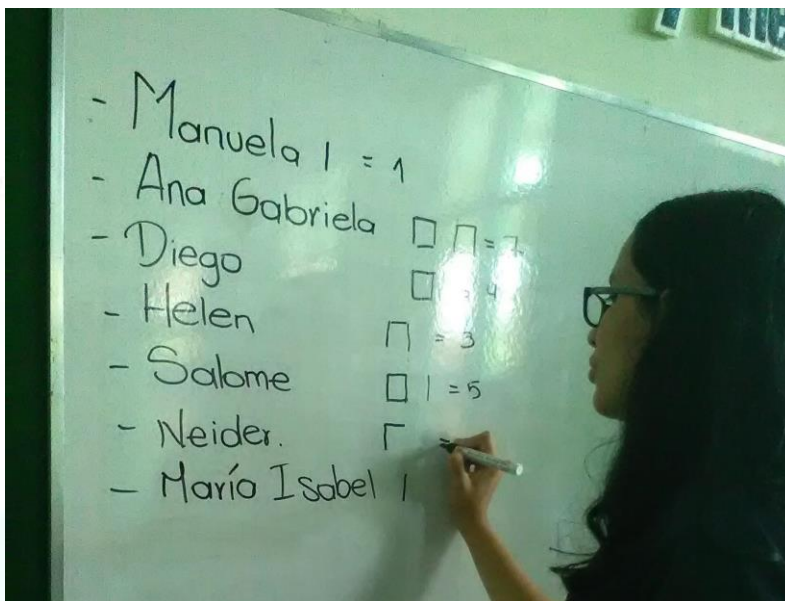 - Manuela | = 1
- Ana Gabriela □ ⊓ = 7
- Diego □ = 4
- Helen ⊓ = 3
- Salome □ | = 5
- Neider. Γ =
- María Isabel |